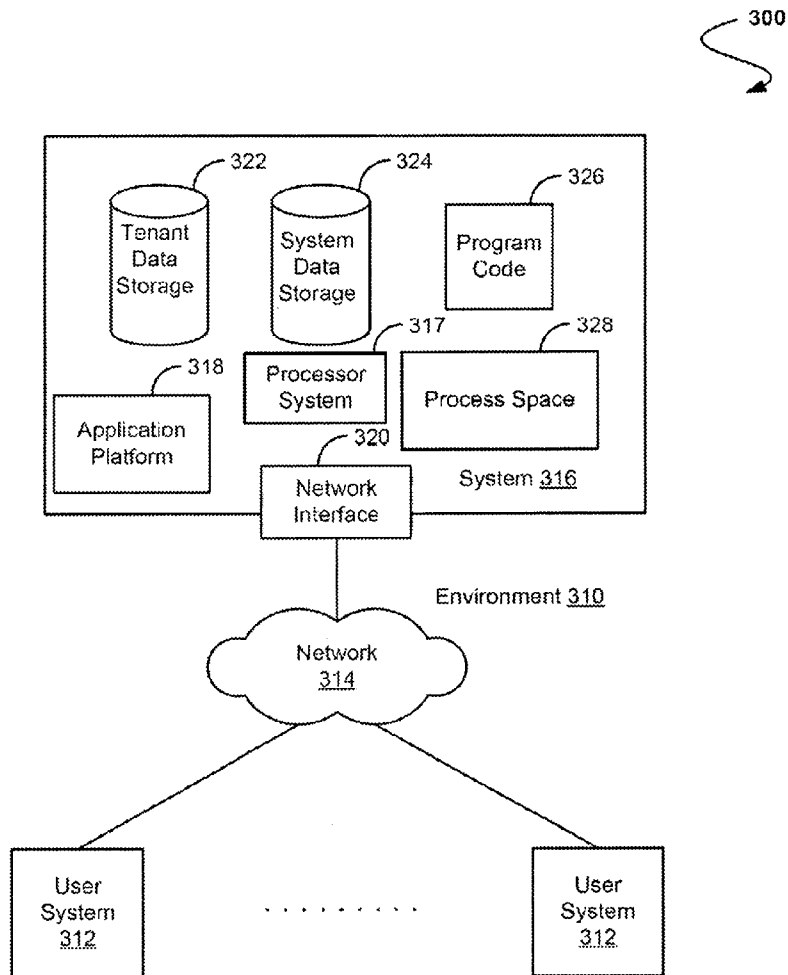 300
322
324
326
Tenant
Data
Storage
System
Data
Storage
Program
Code
317
328
318
Processor
System
Process Space
Application
Platform
320
System 316
Network
Interface
Environment 310
Network
314
User
System
312
User
System
312